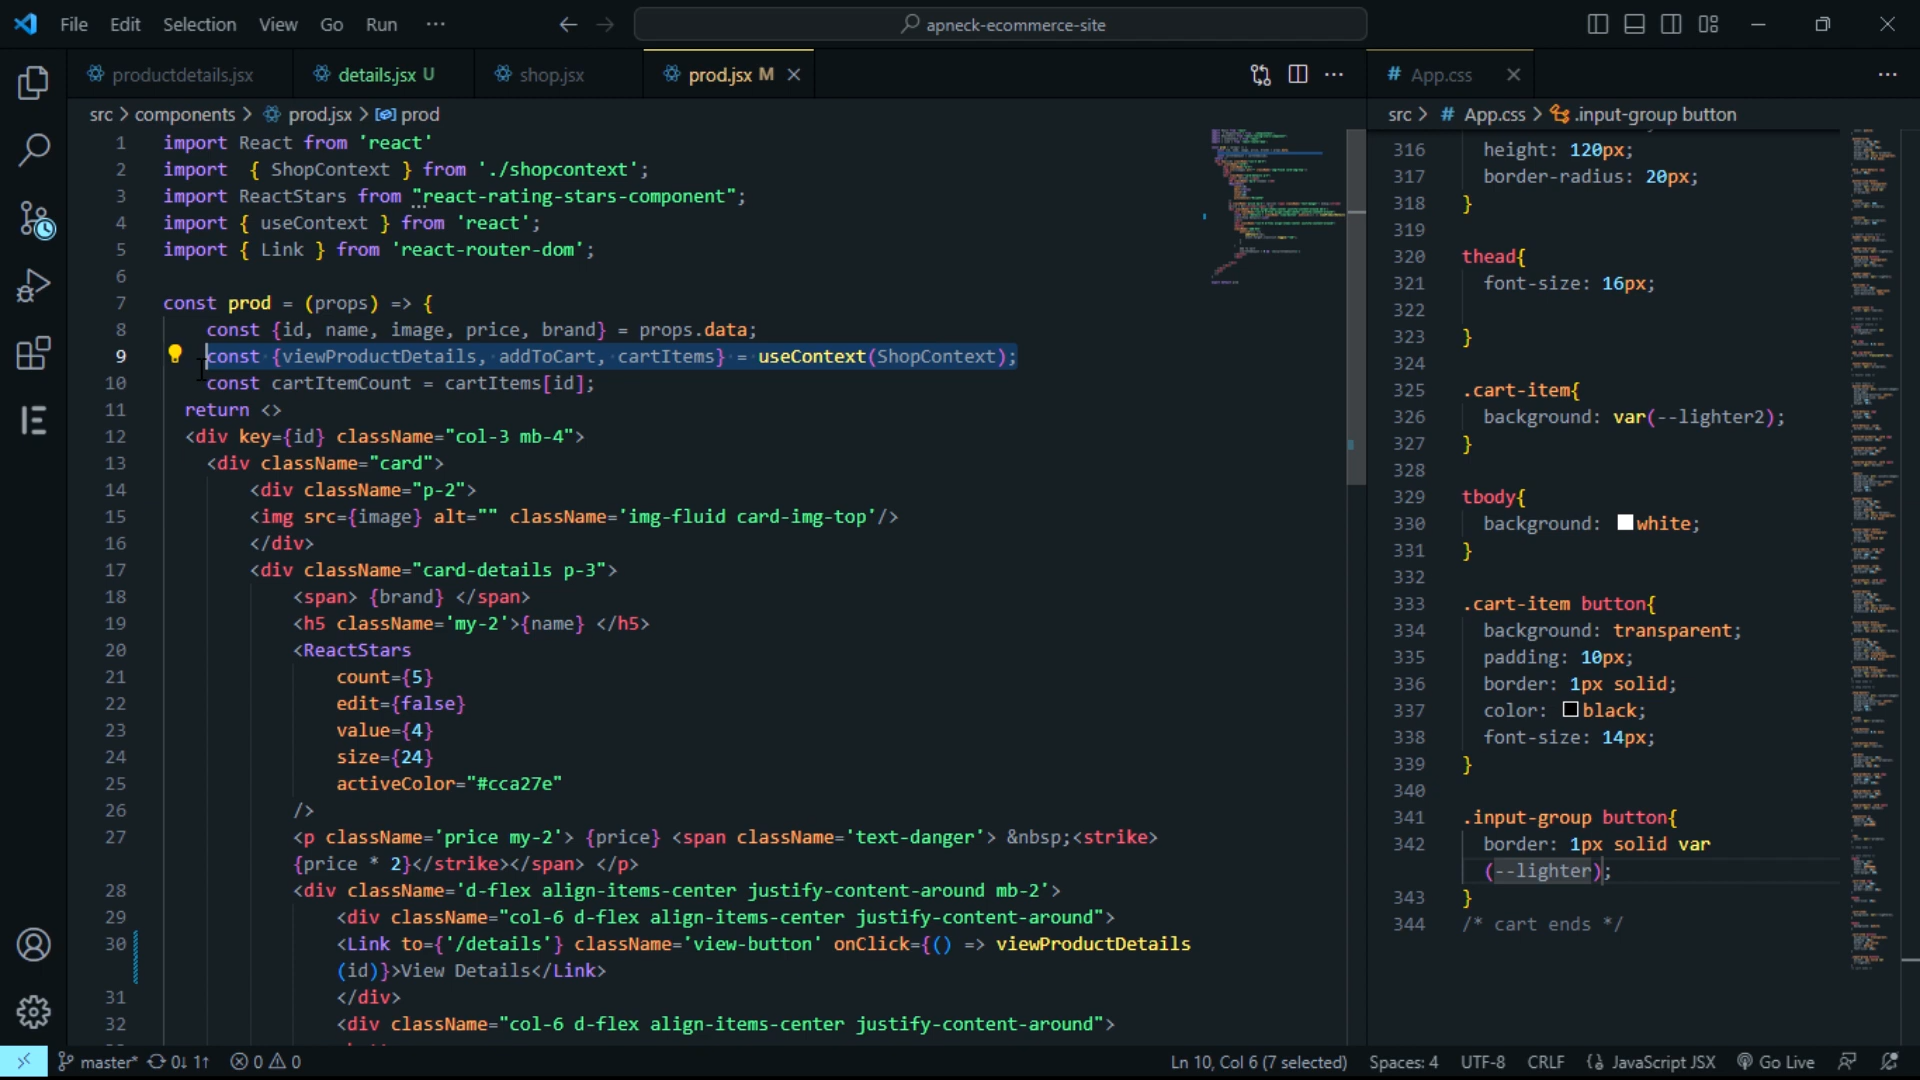 File Edit Selection View Go Run ··· apneck-ecommerce-site
productdetails.jsx details.jsx U shop.jsx prod.jsx M
src > components > prod.jsx > prod
1 import React from 'react'
2 import { ShopContext } from './shopcontext';
3 import ReactStars from "react-rating-stars-component";
4 import { useContext } from 'react';
5 import { Link } from 'react-router-dom';
6
7 const prod = (props) => {
8 const {id, name, image, price, brand} = props.data;
9 const {viewProductDetails, addToCart, cartItems} = useContext(ShopContext);
10 const cartItemCount = cartItems[id];
11 return <>
12 <div key={id} className="col-3 mb-4">
13 <div className="card">
14 <div className="p-2">
15 <img src={image} alt="" className='img-fluid card-img-top'/>
16 </div>
17 <div className="card-details p-3">
18 <span> {brand} </span>
19 <h5 className='my-2'>{name} </h5>
20 <ReactStars
21 count={5}
22 edit={false}
23 value={4}
24 size={24}
25 activeColor="#cca27e"
26 />
27 <p className='price my-2'> {price} <span className='text-danger'> &nbsp;<strike>
{price * 2}</strike></span> </p>
28 <div className='d-flex align-items-center justify-content-around mb-2'>
29 <div className="col-6 d-flex align-items-center justify-content-around">
30 <Link to={'/details'} className='view-button' onClick={() => viewProductDetails
(id)}>View Details</Link>
31 </div>
32 <div className="col-6 d-flex align-items-center justify-content-around">
# App.css
src > # App.css > .input-group button
316 height: 120px;
317 border-radius: 20px;
318 }
319
320 thead{
321 font-size: 16px;
322
323 }
324
325 .cart-item{
326 background: var(--lighter2);
327 }
328
329 tbody{
330 background: white;
331 }
332
333 .cart-item button{
334 background: transparent;
335 padding: 10px;
336 border: 1px solid;
337 color: black;
338 font-size: 14px;
339 }
340
341 .input-group button{
342 border: 1px solid var
(--lighter);
343 }
344 /* cart ends */
master* 0↓ 1↑ 0 0 Ln 10, Col 6 (7 selected) Spaces: 4 UTF-8 CRLF {} JavaScript JSX Go Live